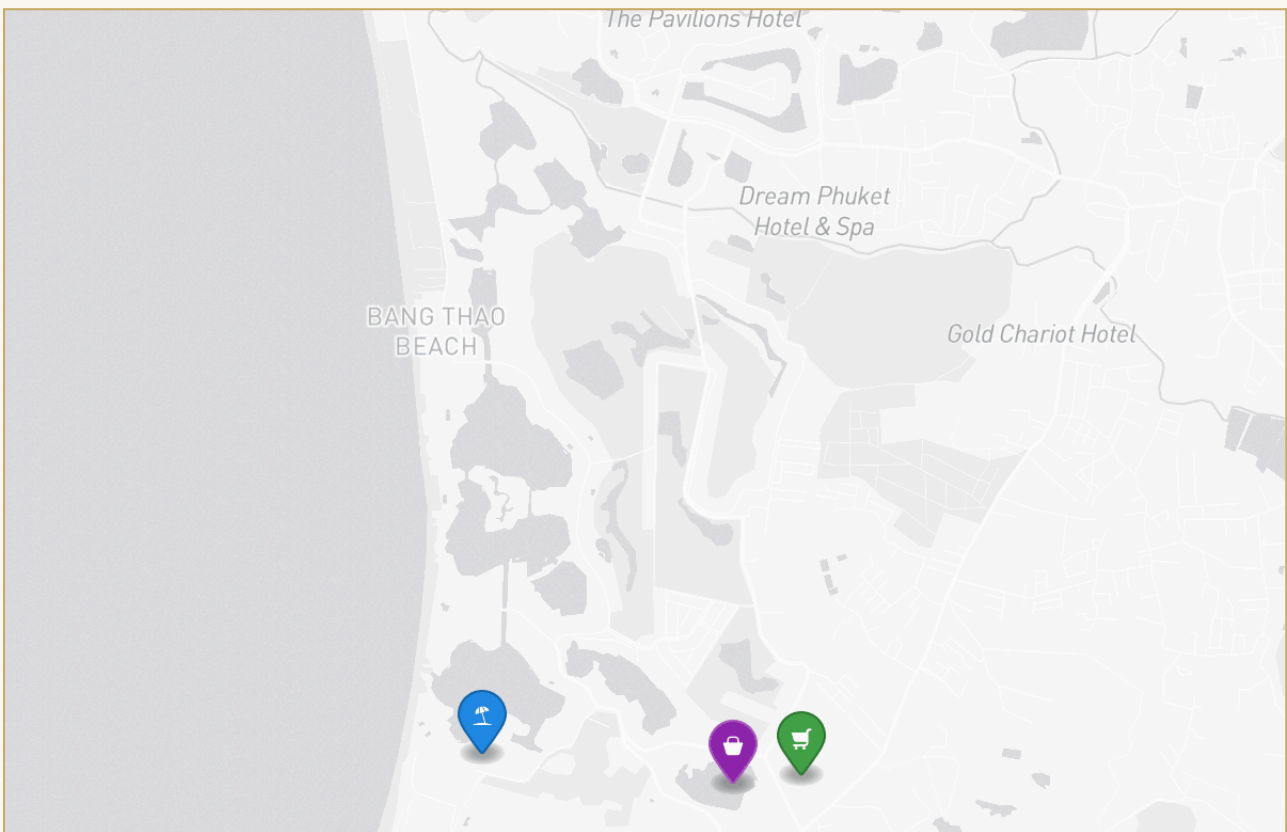 The Pavilions Hotel
Dream Phuket
Hotel & Spa
BANG THAO
BEACH
Gold Chariot Hotel